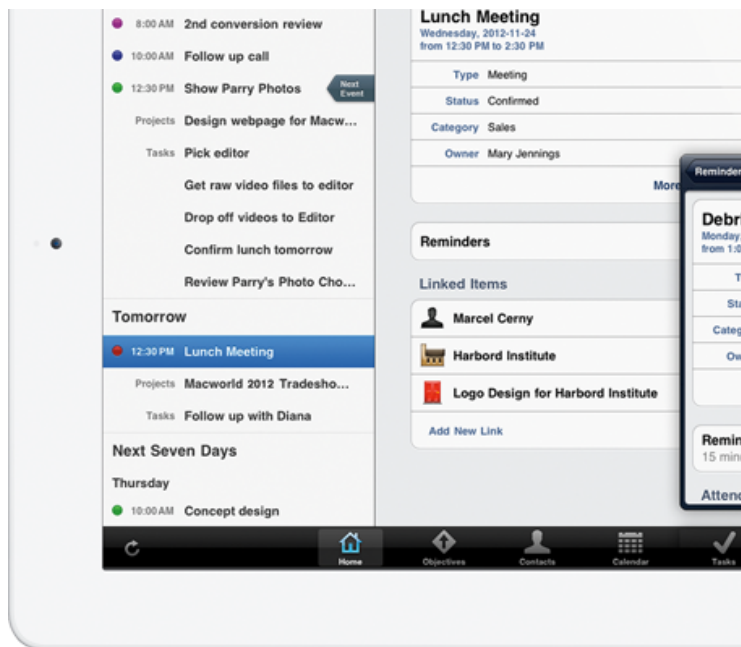 8:00 AM 2nd conversion review
10:00 AM Follow up call
12:30 PM Show Parry Photos
Next Event
Projects Design webpage for Macw...
Tasks Pick editor
Get raw video files to editor
Drop off videos to Editor
Confirm lunch tomorrow
Review Parry's Photo Cho...
Tomorrow
12:30 PM Lunch Meeting
Projects Macworld 2012 Tradesho...
Tasks Follow up with Diana
Next Seven Days
Thursday
10:00 AM Concept design
Lunch Meeting
Wednesday, 2012-11-24
from 12:30 PM to 2:30 PM
Type Meeting
Status Confirmed
Category Sales
Owner Mary Jennings
More
Reminders
Linked Items
Marcel Cerny
Harbord Institute
Logo Design for Harbord Institute
Add New Link
Reminder
Debri
Monday,
from 1:0
T
Sta
Categ
Ow
Remin
15 min
Attend
Home
Objectives
Contacts
Calendar
Tasks